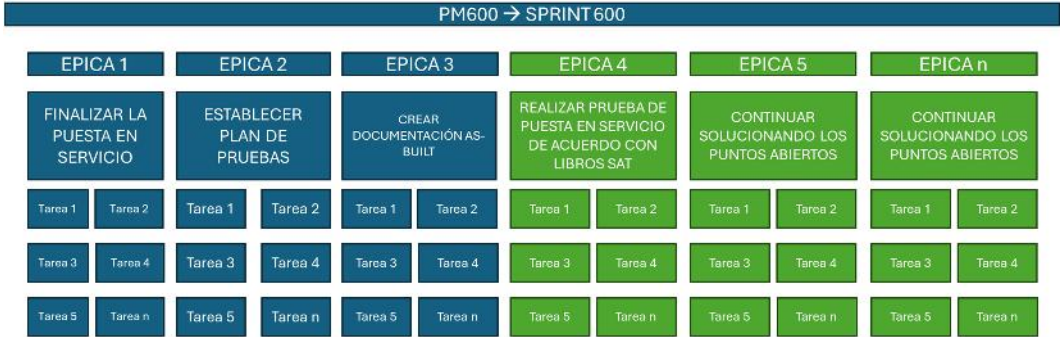 PM600 → SPRINT 600
EPICA 1 EPICA 2 EPICA 3 EPICA 4 EPICA 5 EPICA n
FINALIZAR LA
PUESTA EN
SERVICIO
ESTABLECER
PLAN DE
PRUEBAS
CREAR
DOCUMENTACIÓN AS-
BUILT
REALIZAR PRUEBA DE
PUESTA EN SERVICIO
DE ACUERDO CON
LIBROS SAT
CONTINUAR
SOLUCIONANDO LOS
PUNTOS ABIERTOS
CONTINUAR
SOLUCIONANDO LOS
PUNTOS ABIERTOS
Tarea 1 Tarea 2 Tarea 1 Tarea 2 Tarea 1 Tarea 2 Tarea 1 Tarea 2 Tarea 1 Tarea 2 Tarea 1 Tarea 2
Tarea 3 Tarea 4 Tarea 3 Tarea 4 Tarea 3 Tarea 4 Tarea 3 Tarea 4 Tarea 3 Tarea 4 Tarea 3 Tarea 4
Tarea 5 Tarea n Tarea 5 Tarea n Tarea 5 Tarea n Tarea 5 Tarea n Tarea 5 Tarea n Tarea 5 Tarea n